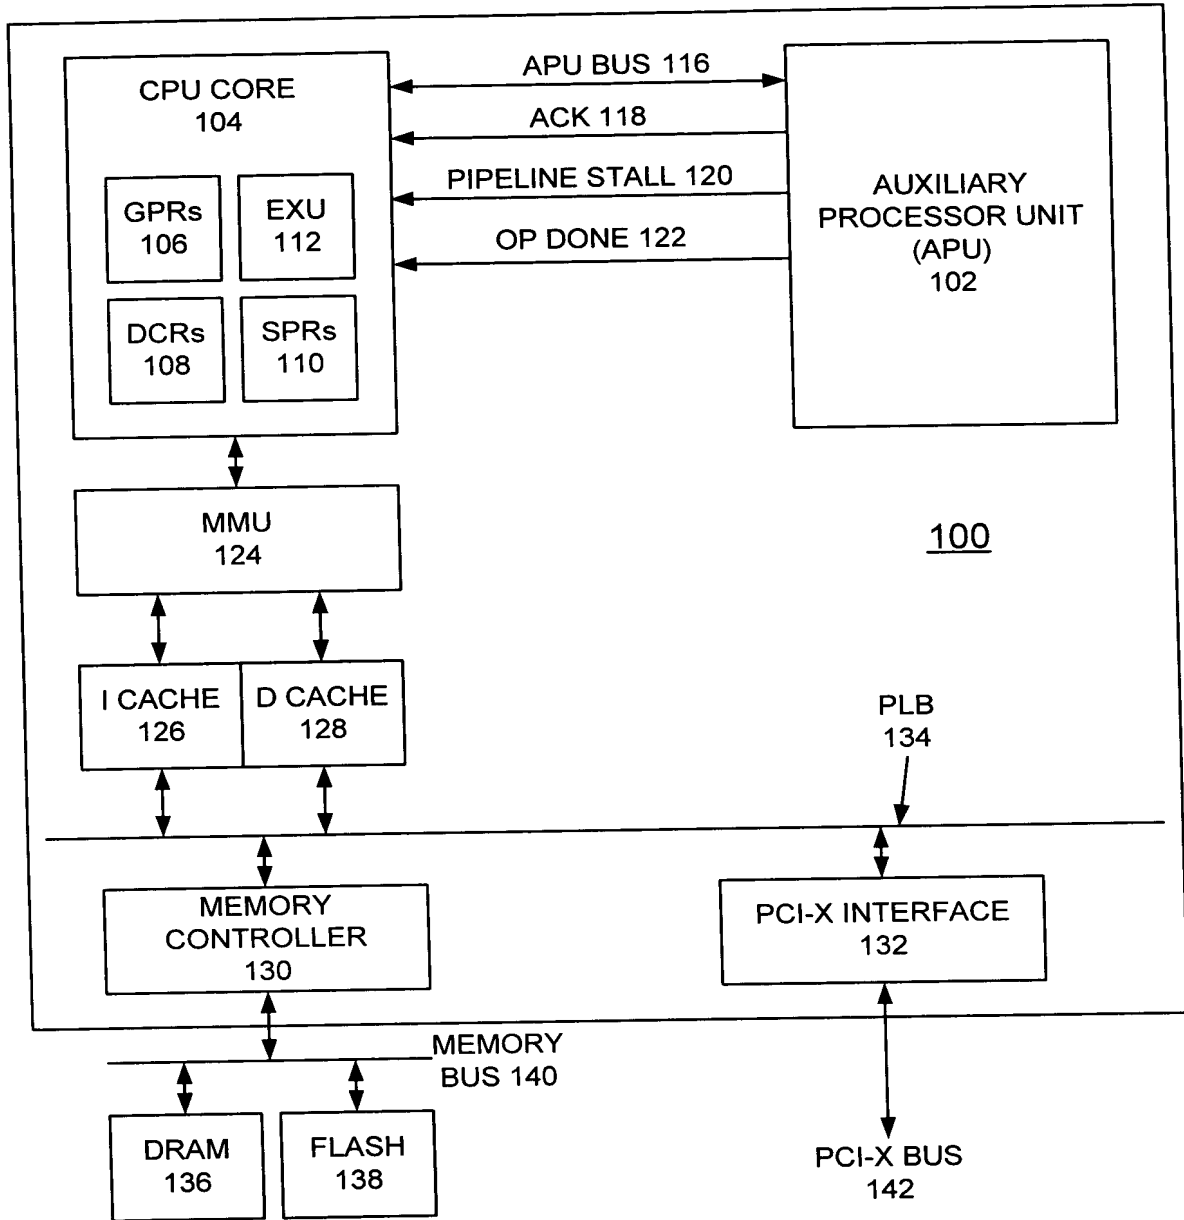 CPU CORE
104
GPRs
106
EXU
112
DCRs
108
SPRs
110
APU BUS 116
ACK 118
PIPELINE STALL 120
OP DONE 122
AUXILIARY
PROCESSOR UNIT
(APU)
102
MMU
124
100
I CACHE
126
D CACHE
128
PLB
134
MEMORY
CONTROLLER
130
PCI-X INTERFACE
132
MEMORY
BUS 140
DRAM
136
FLASH
138
PCI-X BUS
142